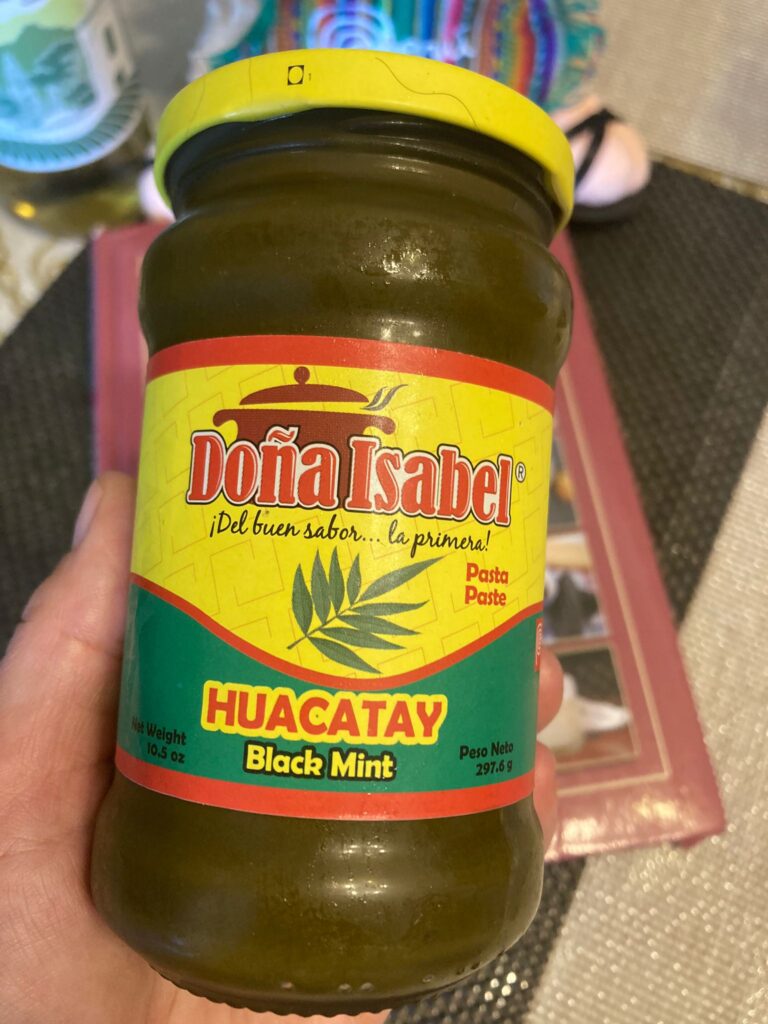 Doña Isabel®
¡Del buen sabor... la primera!
Pasta
Paste
HUACATAY
Black Mint
Net Weight
10.5 oz
Peso Neto
297.6 g